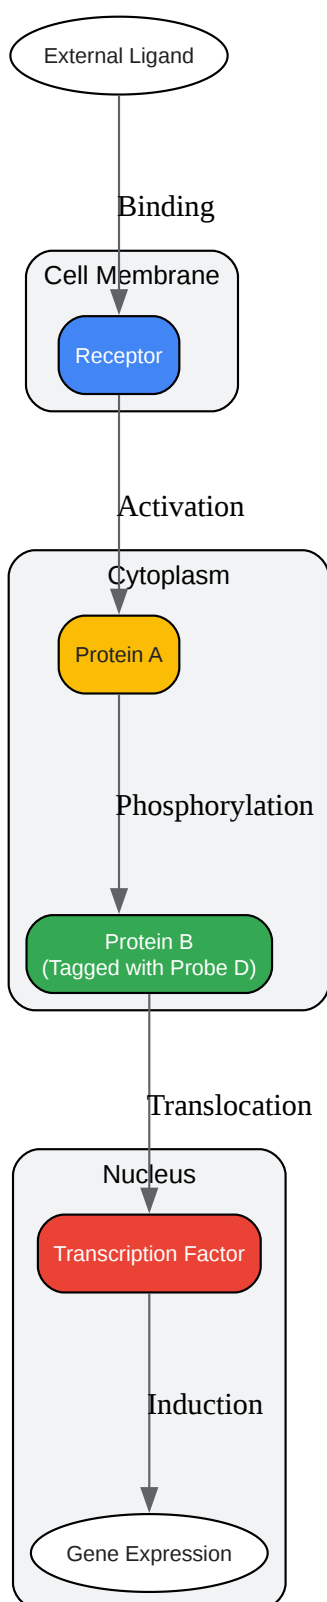 External Ligand
Binding
Cell Membrane
Receptor
Activation
Cytoplasm
Protein A
Phosphorylation
Protein B
(Tagged with Probe D)
Translocation
Nucleus
Transcription Factor
Induction
Gene Expression